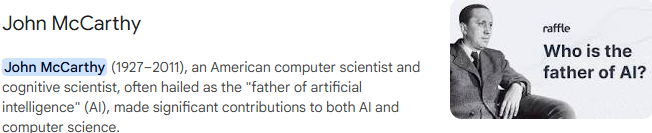 John McCarthy
John McCarthy (1927–2011), an American computer scientist and
cognitive scientist, often hailed as the "father of artificial
intelligence" (AI), made significant contributions to both AI and
computer science.
raffle
Who is the
father of AI?